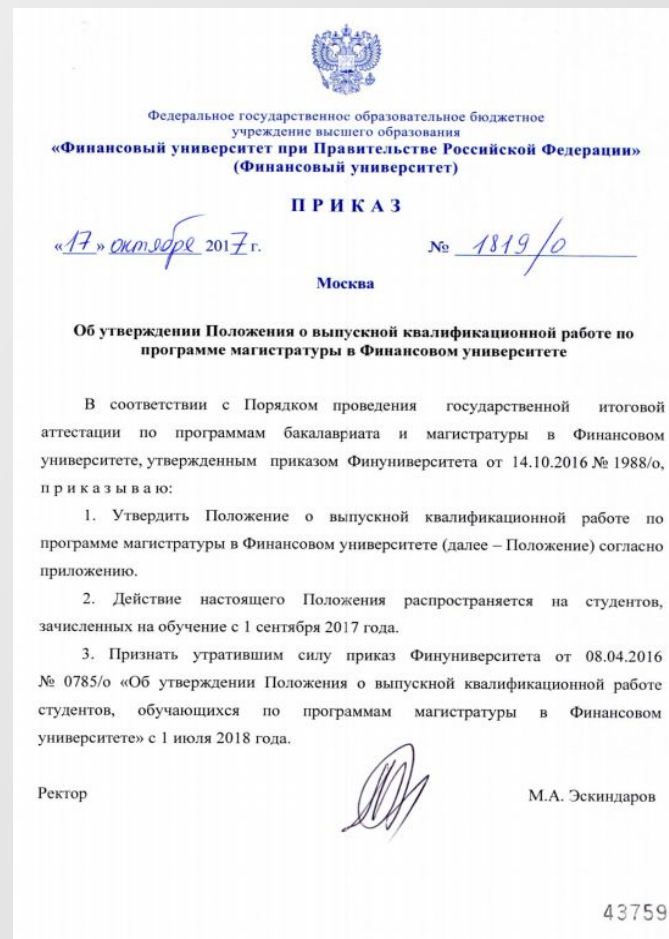 Федеральное государственное образовательное бюджетное
учреждение высшего образования
«Финансовый университет при Правительстве Российской Федерации»
(Финансовый университет)
ПРИКАЗ
«17» октября 2017 г.
№ 1819/о
Москва
Об утверждении Положения о выпускной квалификационной работе по
программе магистратуры в Финансовом университете
В соответствии с Порядком проведения государственной итоговой
аттестации по программам бакалавриата и магистратуры в Финансовом
университете, утвержденным приказом Финуниверситета от 14.10.2016 № 1988/о,
п р и к а з ы в а ю:
1. Утвердить Положение о выпускной квалификационной работе по
программе магистратуры в Финансовом университете (далее – Положение) согласно
приложению.
2. Действие настоящего Положения распространяется на студентов,
зачисленных на обучение с 1 сентября 2017 года.
3. Признать утратившим силу приказ Финуниверситета от 08.04.2016
№ 0785/о «Об утверждении Положения о выпускной квалификационной работе
студентов, обучающихся по программам магистратуры в Финансовом
университете» с 1 июля 2018 года.
Ректор
М.А. Эскиндаров
43759